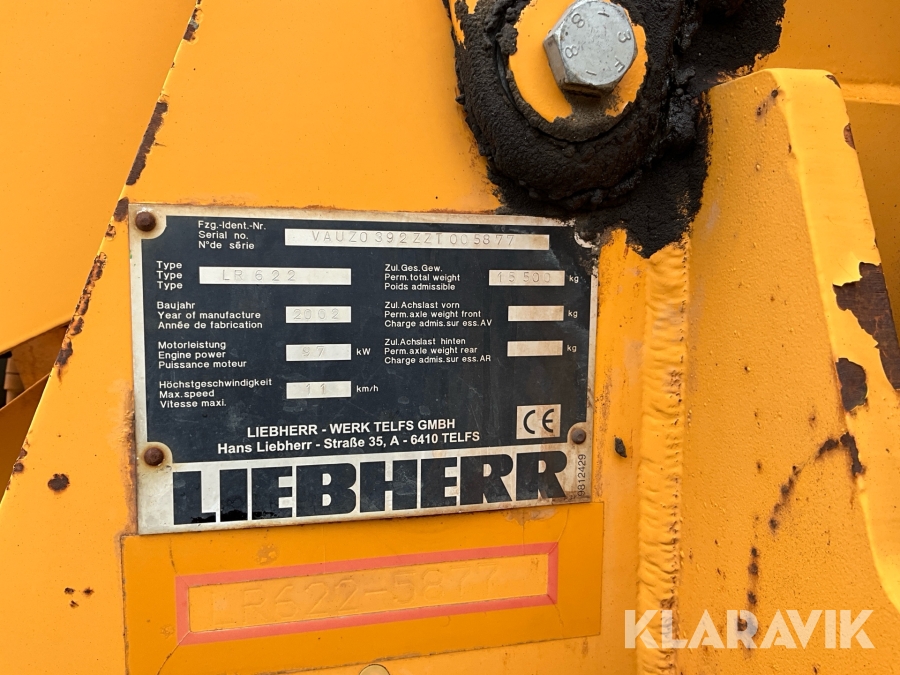 Fzg.-Ident.-Nr.
Serial no.
N°de série
VAUZ0392ZZT005877
Type
Type
Type
LR 622
Zul.Ges.Gew.
Perm.total weight
Poids admissible
15500 kg
Baujahr
Year of manufacture
Année de fabrication
2002
Zul.Achslast vorn
Perm.axle weight front
Charge admis.sur ess.AV
kg
Motorleistung
Engine power
Puissance moteur
97 kW
Zul.Achslast hinten
Perm.axle weight rear
Charge admis.sur ess.AR
kg
Höchstgeschwindigkeit
Max.speed
Vitesse maxi.
11 km/h
CE
LIEBHERR - WERK TELFS GMBH
Hans Liebherr - Straße 35, A - 6410 TELFS
LIEBHERR
9812429
LR622-5877
KLARAVIK